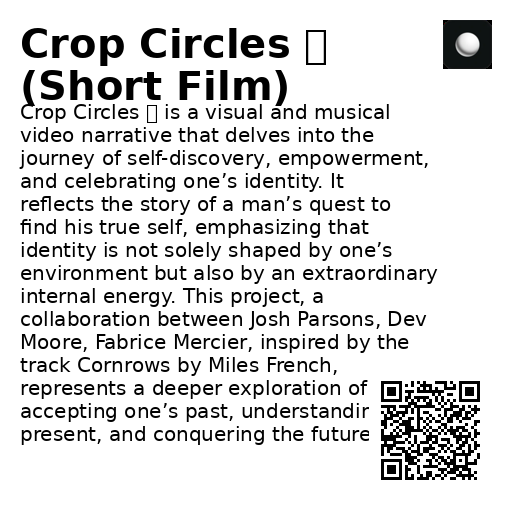 Crop Circles ▯
(Short Film)
Crop Circles ▯ is a visual and musical
video narrative that delves into the
journey of self-discovery, empowerment,
and celebrating one’s identity. It
reflects the story of a man’s quest to
find his true self, emphasizing that
identity is not solely shaped by one’s
environment but also by an extraordinary
internal energy. This project, a
collaboration between Josh Parsons, Dev
Moore, Fabrice Mercier, inspired by the
track Cornrows by Miles French,
represents a deeper exploration of
accepting one’s past, understandin
present, and conquering the future